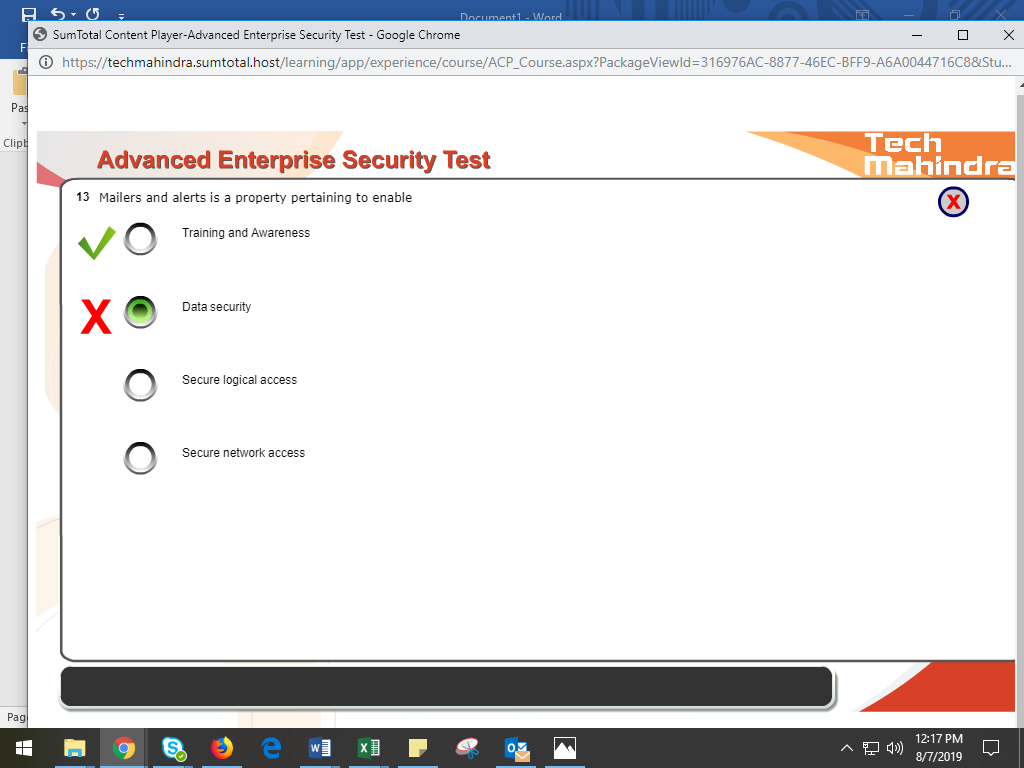 Document1 - Word
SumTotal Content Player-Advanced Enterprise Security Test - Google Chrome
https://techmahindra.sumtotal.host/learning/app/experience/course/ACP_Course.aspx?PackageViewId=316976AC-8877-46EC-BFF9-A6A0044716C8&Stu...
F
Pas
Clipb
Tech
Mahindra
Advanced Enterprise Security Test
13 Mailers and alerts is a property pertaining to enable
X
Training and Awareness
X
Data security
Secure logical access
Secure network access
Pag
12:17 PM
8/7/2019